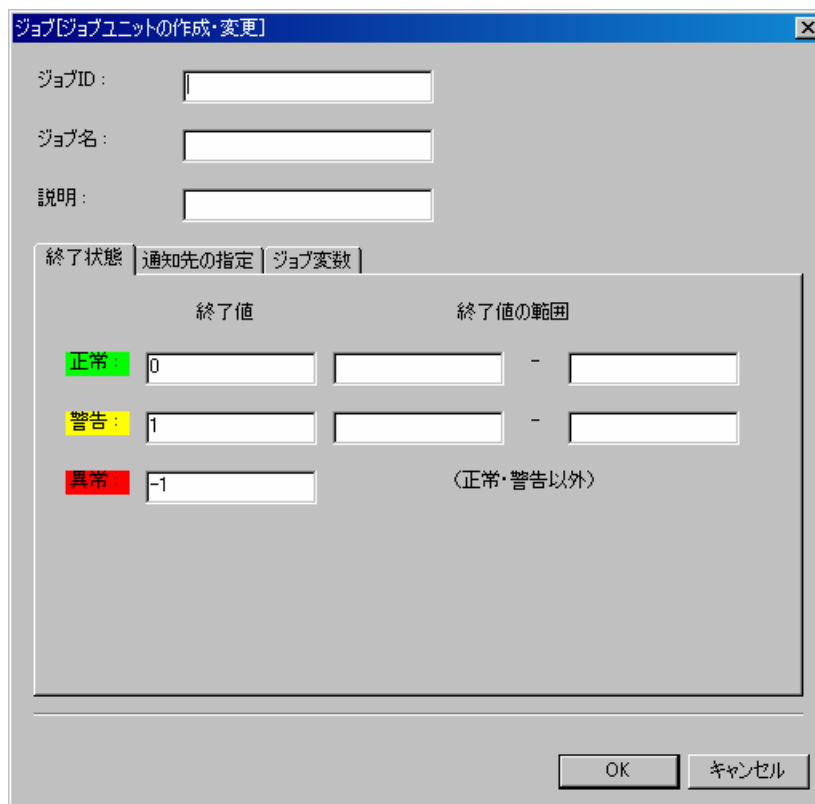 ジョブ[ジョブユニットの作成・変更]
ジョブID :
ジョブ名 :
説明 :
終了状態 通知先の指定 ジョブ変数
終了値 終了値の範囲
正常 : 0 -
警告 : 1 -
異常 : -1 (正常・警告以外)
OK キャンセル